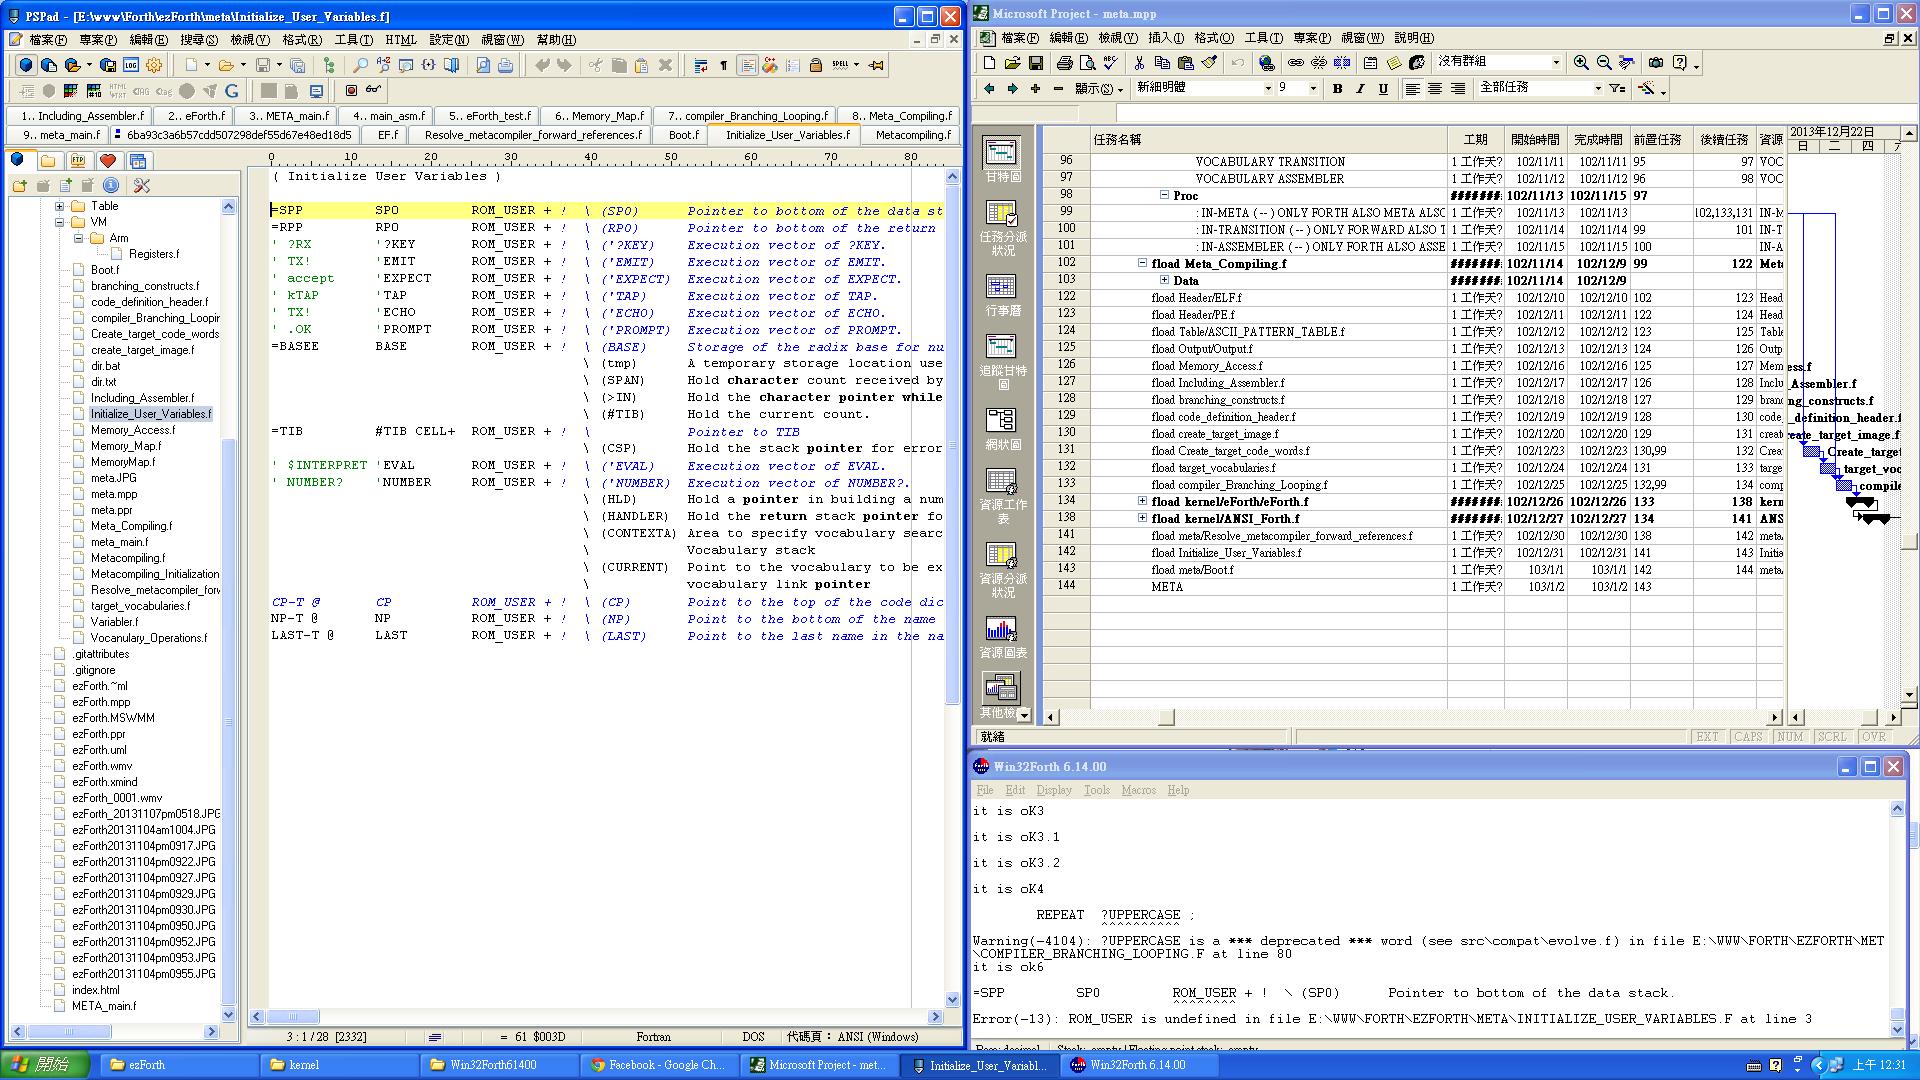 PSPad - [E:\www\Forth\ezForth\meta\Initialize_User_Variables.f]
檔案(F) 專案(P) 編輯(E) 搜尋(S) 檢視(V) 格式(R) 工具(T) HTML 設定(N) 視窗(W) 幫助(H)
1.. Including_Assembler.f 2.. eForth.f 3.. META_main.f 4.. main_asm.f 5.. eForth_test.f 6.. Memory_Map.f 7.. compiler_Branching_Looping.f 8.. Meta_Compiling.f
9.. meta_main.f 6ba93c3a6b57cdd507298def55d67e48ed18d5 EF.f Resolve_metacompiler_forward_references.f Boot.f Initialize_User_Variables.f Metacompiling.f
0 10 20 30 40 50 60 70 80
Table
VM
Arm
Registers.f
Boot.f
branching_constructs.f
code_definition_header.f
compiler_Branching_Loopin
Create_target_code_words
create_target_image.f
dir.bat
dir.txt
Including_Assembler.f
Initialize_User_Variables.f
Memory_Access.f
Memory_Map.f
MemoryMap.f
meta.JPG
meta.mpp
meta.ppr
Meta_Compiling.f
meta_main.f
Metacompiling.f
Metacompiling_Initialization
Resolve_metacompiler_forw
target_vocabularies.f
Variabler.f
Vocanulary_Operations.f
.gitattributes
.gitignore
ezForth.~ml
ezForth.mpp
ezForth.MSWMM
ezForth.ppr
ezForth.uml
ezForth.wmv
ezForth.xmind
ezForth_0001.wmv
ezForth_20131107pm0518.JPG
ezForth20131104am1004.JPG
ezForth20131104pm0917.JPG
ezForth20131104pm0922.JPG
ezForth20131104pm0927.JPG
ezForth20131104pm0929.JPG
ezForth20131104pm0930.JPG
ezForth20131104pm0950.JPG
ezForth20131104pm0952.JPG
ezForth20131104pm0953.JPG
ezForth20131104pm0955.JPG
index.html
META_main.f
( Initialize User Variables )
=SPP SP0 ROM_USER + ! \ (SP0) Pointer to bottom of the data st
=RPP RP0 ROM_USER + ! \ (RP0) Pointer to bottom of the return
' ?RX '?KEY ROM_USER + ! \ ('?KEY) Execution vector of ?KEY.
' TX! 'EMIT ROM_USER + ! \ ('EMIT) Execution vector of EMIT.
' accept 'EXPECT ROM_USER + ! \ ('EXPECT) Execution vector of EXPECT.
' kTAP 'TAP ROM_USER + ! \ ('TAP) Execution vector of TAP.
' TX! 'ECHO ROM_USER + ! \ ('ECHO) Execution vector of ECHO.
' .OK 'PROMPT ROM_USER + ! \ ('PROMPT) Execution vector of PROMPT.
=BASEE BASE ROM_USER + ! \ (BASE) Storage of the radix base for nu
\ (tmp) A temporary storage location use
\ (SPAN) Hold character count received by
\ (>IN) Hold the character pointer while
\ (#TIB) Hold the current count.
=TIB #TIB CELL+ ROM_USER + ! \ Pointer to TIB
\ (CSP) Hold the stack pointer for error
' $INTERPRET 'EVAL ROM_USER + ! \ ('EVAL) Execution vector of EVAL.
' NUMBER? 'NUMBER ROM_USER + ! \ ('NUMBER) Execution vector of NUMBER?.
\ (HLD) Hold a pointer in building a num
\ (HANDLER) Hold the return stack pointer fo
\ (CONTEXTA) Area to specify vocabulary searc
\ Vocabulary stack
\ (CURRENT) Point to the vocabulary to be ex
\ vocabulary link pointer
CP-T @ CP ROM_USER + ! \ (CP) Point to the top of the code dic
NP-T @ NP ROM_USER + ! \ (NP) Point to the bottom of the name
LAST-T @ LAST ROM_USER + ! \ (LAST) Point to the last name in the na
3 : 1 / 28 [2332] = 61 $003D Fortran DOS 代碼頁： ANSI (Windows)
Microsoft Project - meta.mpp
檔案(F) 編輯(E) 檢視(V) 插入(I) 格式(O) 工具(T) 專案(P) 視窗(W) 說明(H)
沒有群組
顯示(S) 新細明體 9 B I U 全部任務
甘特圖
任務分派狀況
行事曆
追蹤甘特圖
網狀圖
資源工作表
資源分派狀況
資源圖表
其他檢
任務名稱 工期 開始時間 完成時間 前置任務 後續任務 資源 2013年12月22日
日 二 四 六
96 VOCABULARY TRANSITION 1 工作天? 102/11/11 102/11/11 95 97 VOC
97 VOCABULARY ASSEMBLER 1 工作天? 102/11/12 102/11/12 96 98 VOC
98 Proc ####### 102/11/13 102/11/15 97
99 : IN-META ( -- ) ONLY FORTH ALSO META ALSC 1 工作天? 102/11/13 102/11/13 102,133,131 IN-M
100 : IN-TRANSITION ( -- ) ONLY FORWARD ALSO T 1 工作天? 102/11/14 102/11/14 99 101 IN-T
101 : IN-ASSEMBLER ( -- ) ONLY FORTH ALSO ASSE 1 工作天? 102/11/15 102/11/15 100 IN-A
102 fload Meta_Compiling.f ####### 102/11/14 102/12/9 99 122 Meta
103 Data ####### 102/11/14 102/12/9
122 fload Header/ELF.f 1 工作天? 102/12/10 102/12/10 102 123 Head
123 fload Header/PE.f 1 工作天? 102/12/11 102/12/11 122 124 Head
124 fload Table/ASCII_PATTERN_TABLE.f 1 工作天? 102/12/12 102/12/12 123 125 Table
125 fload Output/Output.f 1 工作天? 102/12/13 102/12/13 124 126 Outp
126 fload Memory_Access.f 1 工作天? 102/12/16 102/12/16 125 127 Mem ess.f
127 fload Including_Assembler.f 1 工作天? 102/12/17 102/12/17 126 128 Inclu _Assembler.f
128 fload branching_constructs.f 1 工作天? 102/12/18 102/12/18 127 129 branc ng_constructs.f
129 fload code_definition_header.f 1 工作天? 102/12/19 102/12/19 128 130 code_ _definition_header.f
130 fload create_target_image.f 1 工作天? 102/12/20 102/12/20 129 131 creat reate_target_image.f
131 fload Create_target_code_words.f 1 工作天? 102/12/23 102/12/23 130,99 132 Creat Create_target_
132 fload target_vocabularies.f 1 工作天? 102/12/24 102/12/24 131 133 targe target_voc
133 fload compiler_Branching_Looping.f 1 工作天? 102/12/25 102/12/25 132,99 134 comp compile
134 fload kernel/eForth/eForth.f ####### 102/12/26 102/12/26 133 138 kern
138 fload kernel/ANSI_Forth.f ####### 102/12/27 102/12/27 134 141 ANS
141 fload meta/Resolve_metacompiler_forward_references.f 1 工作天? 102/12/30 102/12/30 138 142 meta/
142 fload Initialize_User_Variables.f 1 工作天? 102/12/31 102/12/31 141 143 Initia
143 fload meta/Boot.f 1 工作天? 103/1/1 103/1/1 142 144 meta/
144 META 1 工作天? 103/1/2 103/1/2 143
就緒 EXT CAPS NUM SCRL OVR
Win32Forth 6.14.00
File Edit Display Tools Macros Help
it is oK3
it is oK3.1
it is oK3.2
it is oK4
REPEAT ?UPPERCASE ;
^^^^^^^^^^
Warning(-4104): ?UPPERCASE is a *** deprecated *** word (see src\compat\evolve.f) in file E:\WWW\FORTH\EZFORTH\MET
\COMPILER_BRANCHING_LOOPING.F at line 80
it is ok6
=SPP SP0 ROM_USER + ! \ (SP0) Pointer to bottom of the data stack.
^^^^^^^^
Error(-13): ROM_USER is undefined in file E:\WWW\FORTH\EZFORTH\META\INITIALIZE_USER_VARIABLES.F at line 3
開始 ezForth kernel Win32Forth61400 Facebook - Google Ch... Microsoft Project - met... Initialize_User_Variabl... Win32Forth 6.14.00 上午 12:31